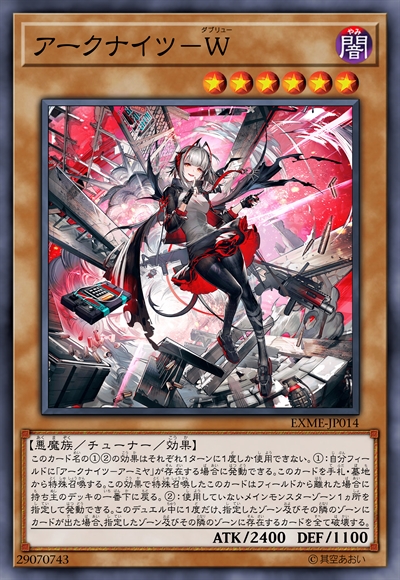 ダブリュー
アークナイツ－W
やみ
闇
EXME-JP014
あくまぞく こうか
【悪魔族／チューナー／効果】
このカード名の①②の効果はそれぞれ1ターンに1度しか使用できない。①：自分フィー
ルドに「アークナイツーアーミヤ」が存在する場合に発動できる。このカードを手札・墓地
から特殊召喚する。この効果で特殊召喚したこのカードはフィールドから離れた場合に
持ち主のデッキの一番下に戻る。②：使用していないメインモンスターゾーン1ヵ所を
指定して発動できる。このデュエル中に1度だけ、指定したゾーン及びその隣のゾーンに
カードが出た場合、指定したゾーン及びその隣のゾーンに存在するカードを全て破壊する。
ATK/2400 DEF/1100
29070743
©其空あおい